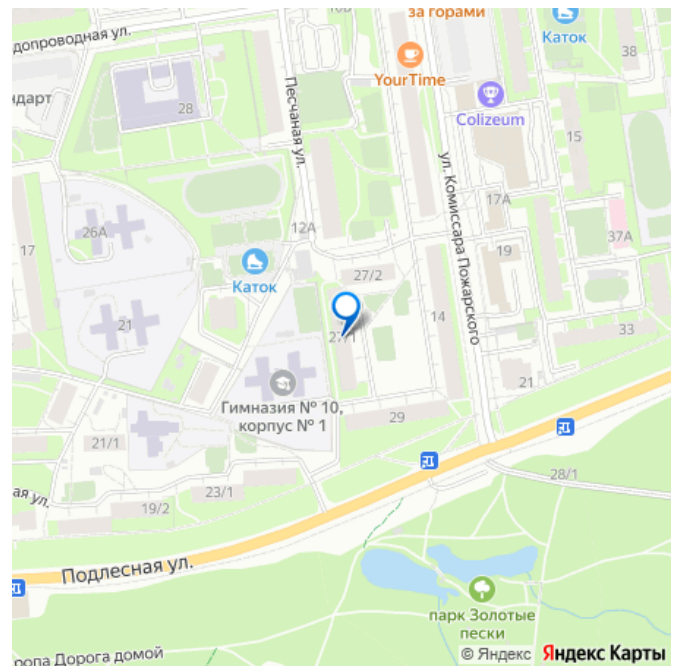 10В
за горами
Каток
допроводная ул.
38
YourTime
ндарт
Песчаная ул.
28
Colizeum
15
ул. Комиссара Пожарского
17А
26А
12А
37А
17
19
27/2
Каток
21
14
33
21
Гимназия № 10,
корпус № 1
29
21/1
28/1
ая ул.
23/1
19/2
Подлесная ул.
парк Золотые
пески
ропа Дорога домой
© Яндекс Яндекс Карты